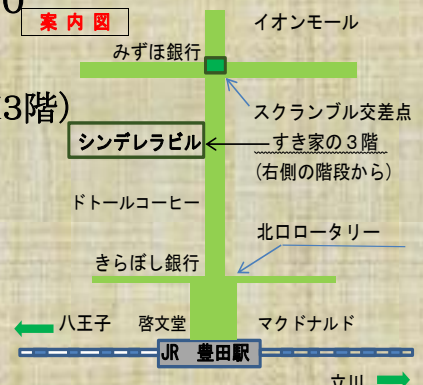 案内図
イオンモール
みずほ銀行
スクランブル交差点
3階)
シンデレラビル
すき家の3階
(右側の階段から)
ドトールコーヒー
北口ロータリー
きらぼし銀行
八王子
啓文堂
マクドナルド
JR 豊田駅
立川